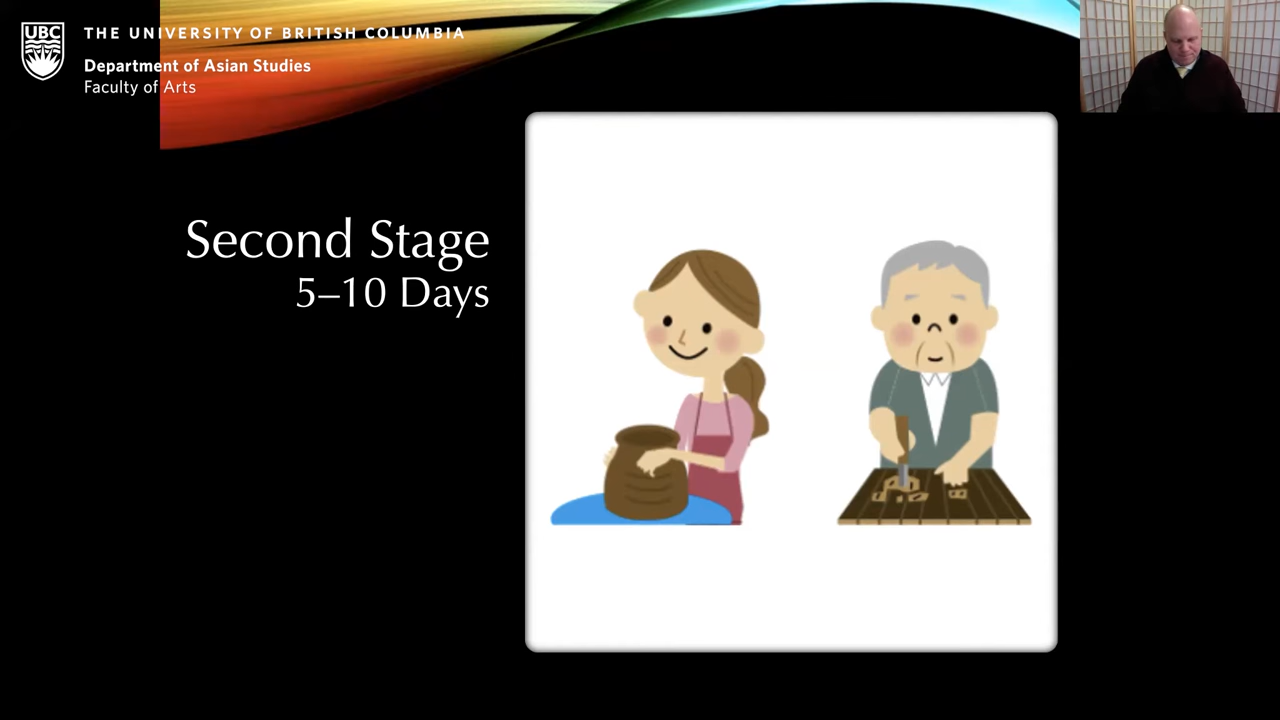 UBC
THE UNIVERSITY OF BRITISH COLUMBIA
Department of Asian Studies
Faculty of Arts
Second Stage
5–10 Days